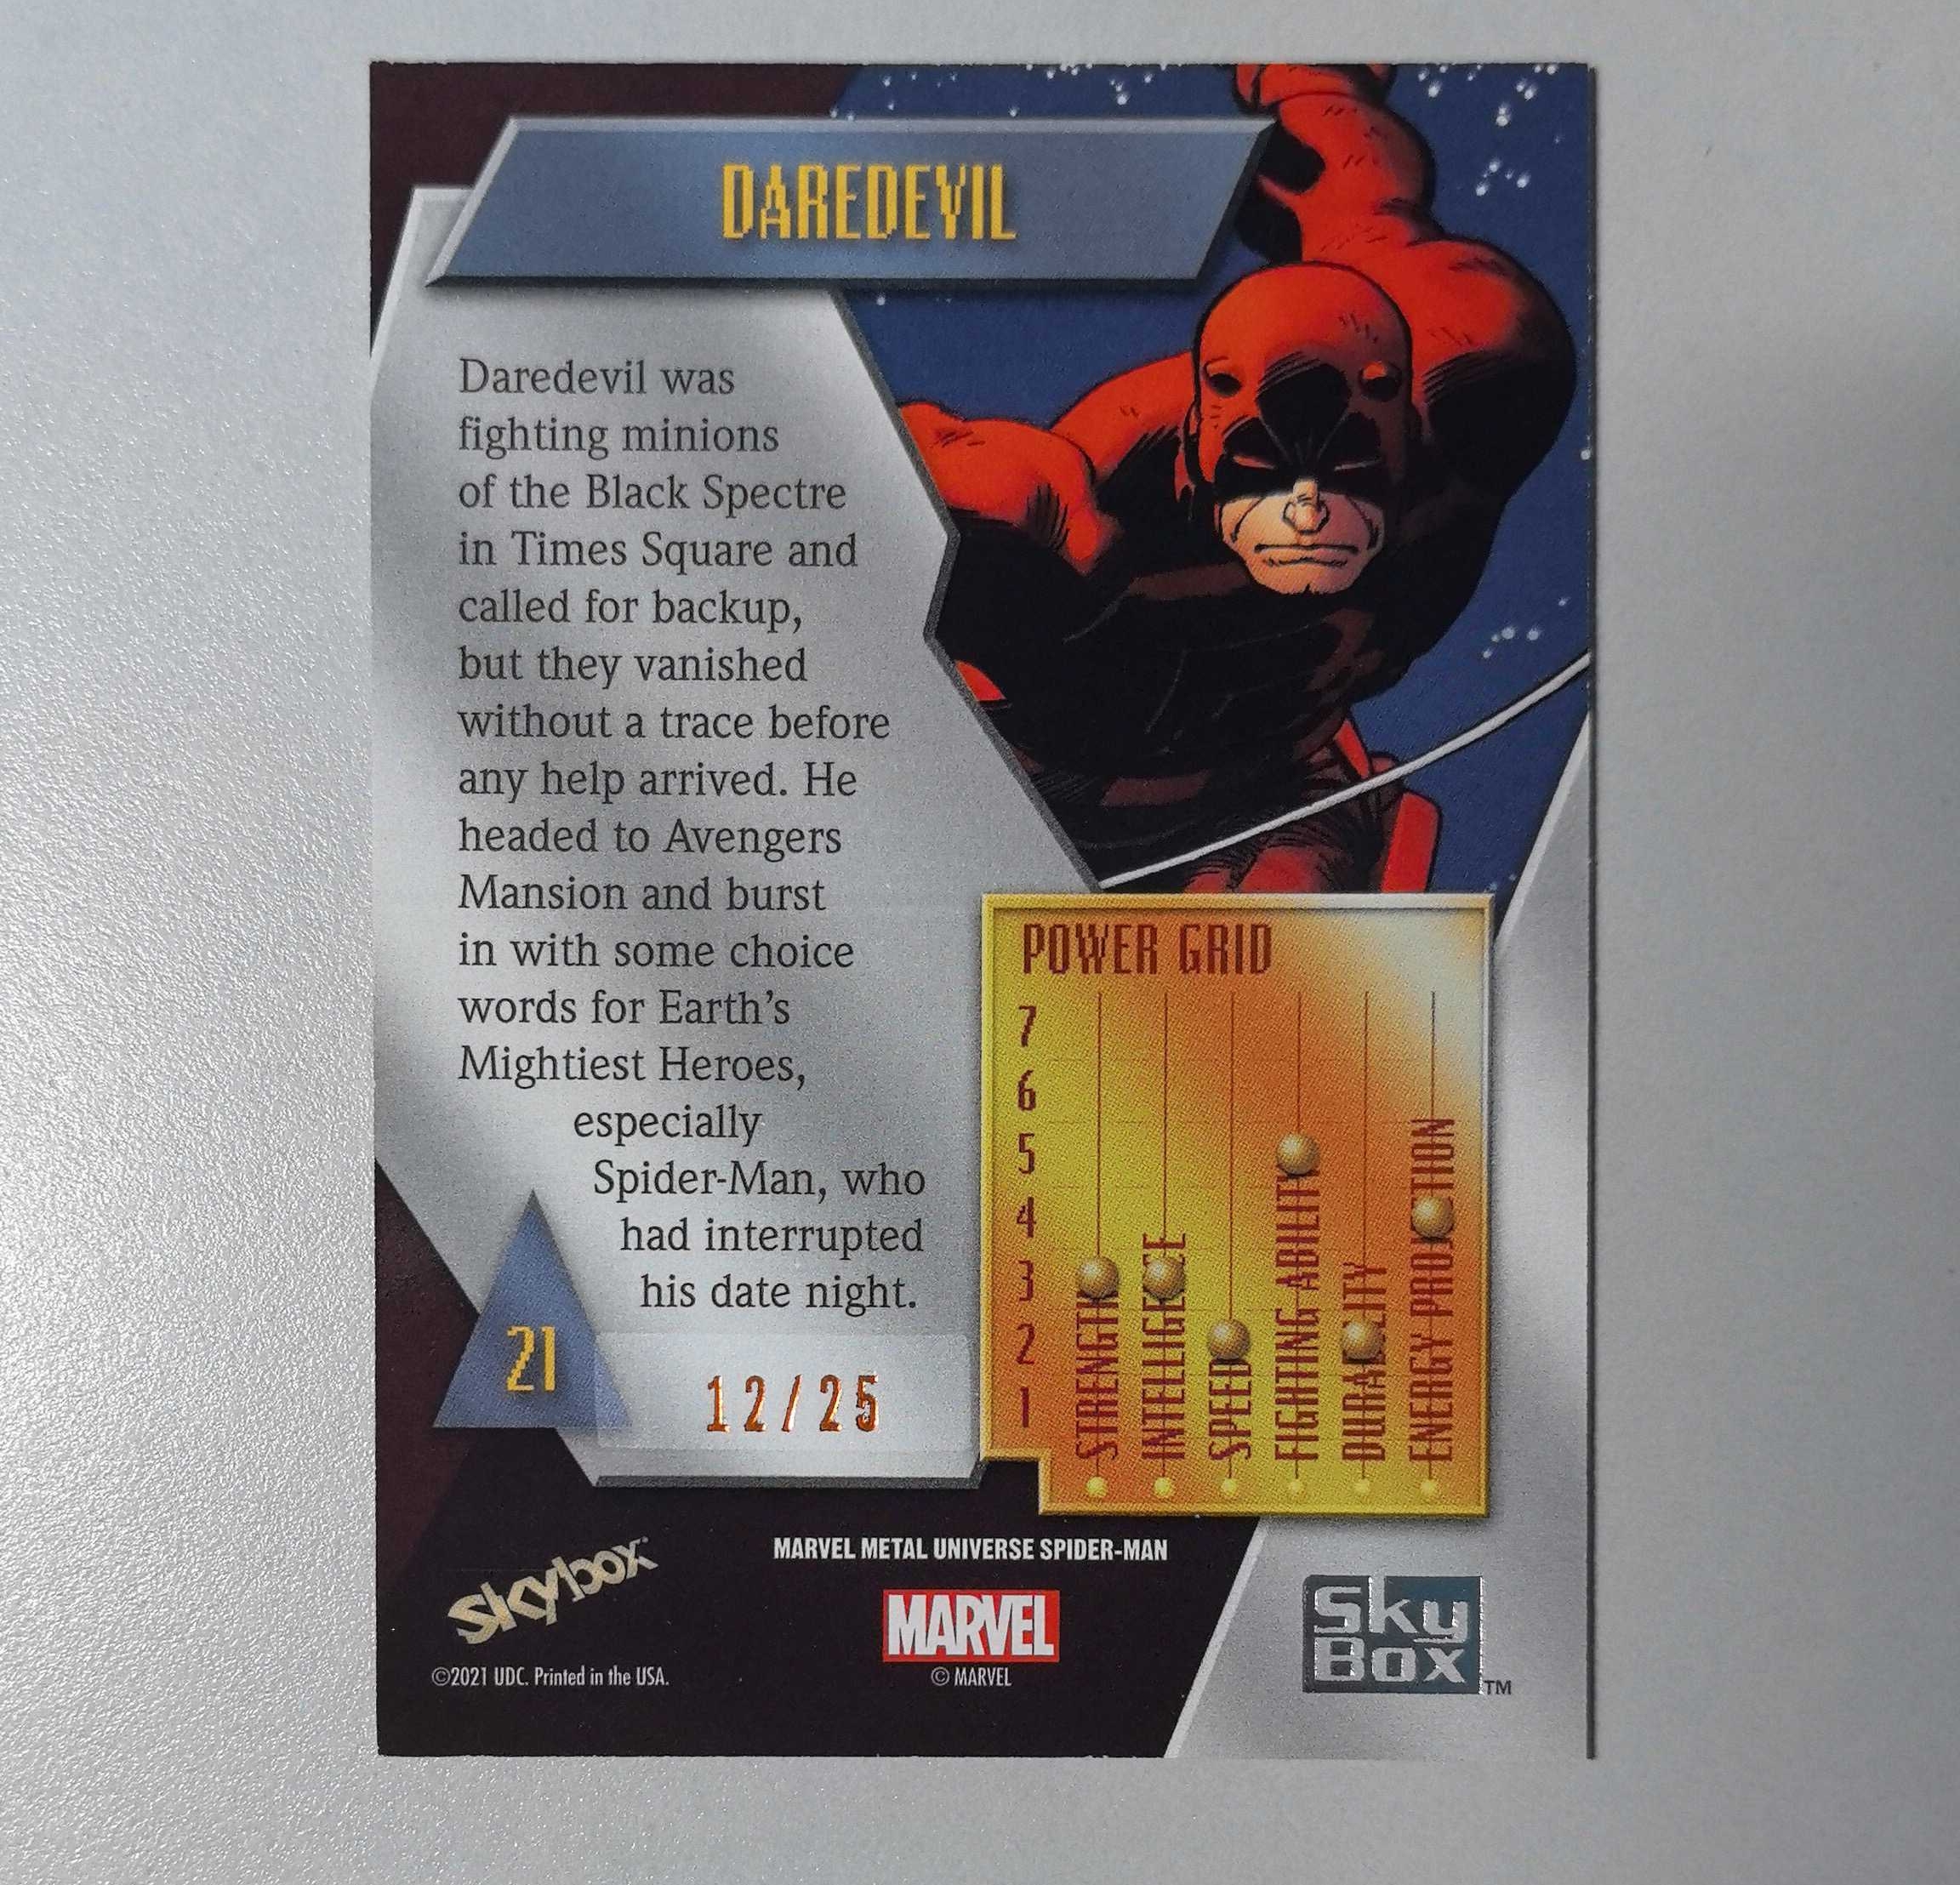 DAREDEVIL
Daredevil was
fighting minions
of the Black Spectre
in Times Square and
called for backup,
but they vanished
without a trace before
any help arrived. He
headed to Avengers
Mansion and burst
in with some choice
words for Earth's
Mightiest Heroes,
especially
Spider-Man, who
had interrupted
his date night.
21
12/25
POWER GRID
7
6
5
4
3
2
1
STRENGTH
INTELLIGENCE
SPEED
FIGHTING ABILITY
DURABILITY
ENERGY PROJECTION
skybox
MARVEL METAL UNIVERSE SPIDER-MAN
MARVEL
©2021 UDC. Printed in the USA.
© MARVEL
Sky
Box
TM